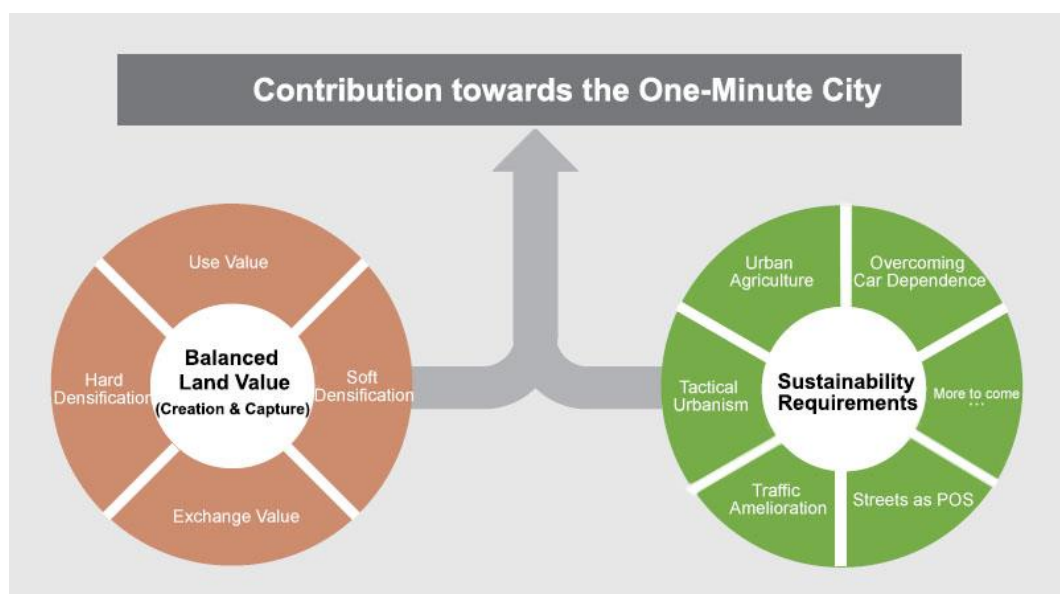 Contribution towards the One-Minute City
Use Value
Hard
Densification
Balanced
Land Value
(Creation & Capture)
Soft
Densification
Exchange Value
Urban
Agriculture
Overcoming
Car Dependence
Tactical
Urbanism
Sustainability
Requirements
More to come
...
Traffic
Amelioration
Streets as POS